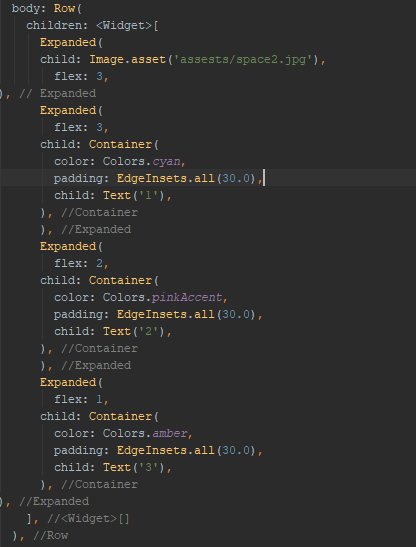 body: Row(
children: <Widget>[
Expanded(
child: Image.asset('assests/space2.jpg'),
flex: 3,
), // Expanded
Expanded(
flex: 3,
child: Container(
color: Colors.cyan,
padding: EdgeInsets.all(30.0),
child: Text('1'),
), //Container
), //Expanded
Expanded(
flex: 2,
child: Container(
color: Colors.pinkAccent,
padding: EdgeInsets.all(30.0),
child: Text('2'),
), //Container
), //Expanded
Expanded(
flex: 1,
child: Container(
color: Colors.amber,
padding: EdgeInsets.all(30.0),
child: Text('3'),
), //Container
), //Expanded
], //<Widget>[]
), //Row